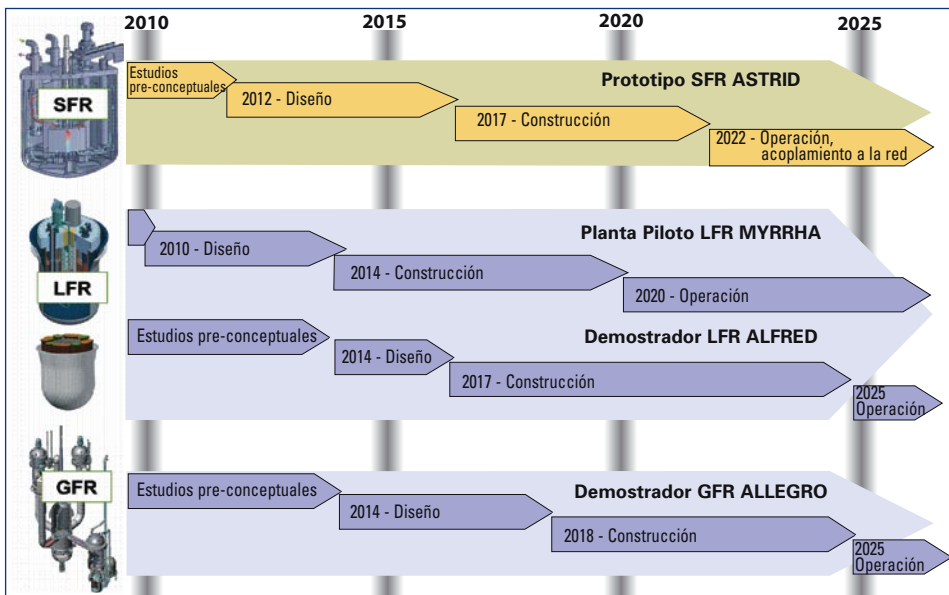 2010 2015 2020 2025
SFR
Estudios
pre-conceptuales
Prototipo SFR ASTRID
2012 - Diseño
2017 - Construcción
2022 - Operación,
acoplamiento a la red
LFR
Planta Piloto LFR MYRRHA
2010 - Diseño
2014 - Construcción
2020 - Operación
Estudios pre-conceptuales
Demostrador LFR ALFRED
2014 - Diseño
2017 - Construcción
2025
Operación
GFR
Estudios pre-conceptuales
Demostrador GFR ALLEGRO
2014 - Diseño
2018 - Construcción
2025
Operación